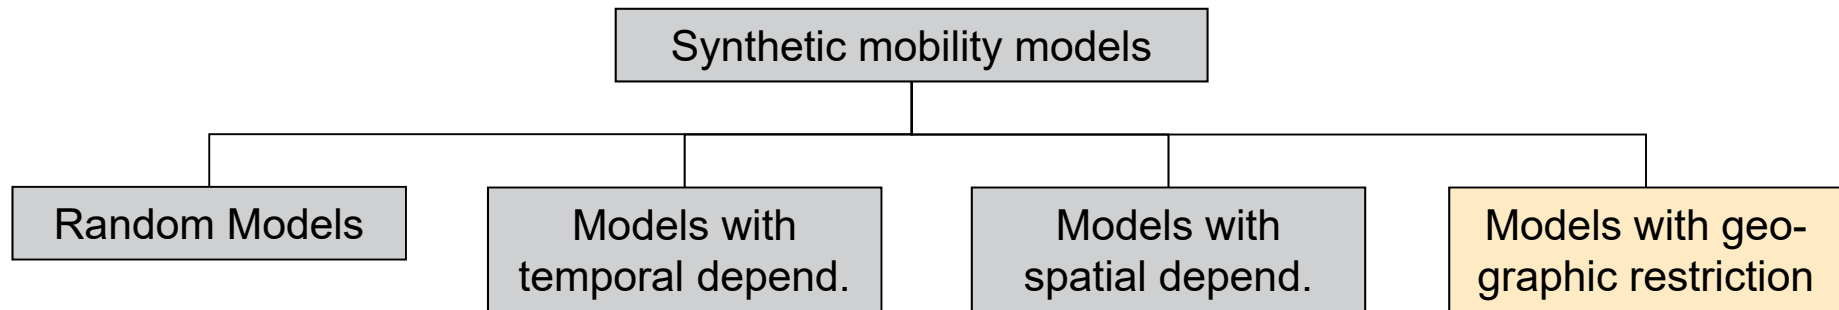 Synthetic mobility models
Random Models
Models with
temporal depend.
Models with
spatial depend.
Models with geo-
graphic restriction